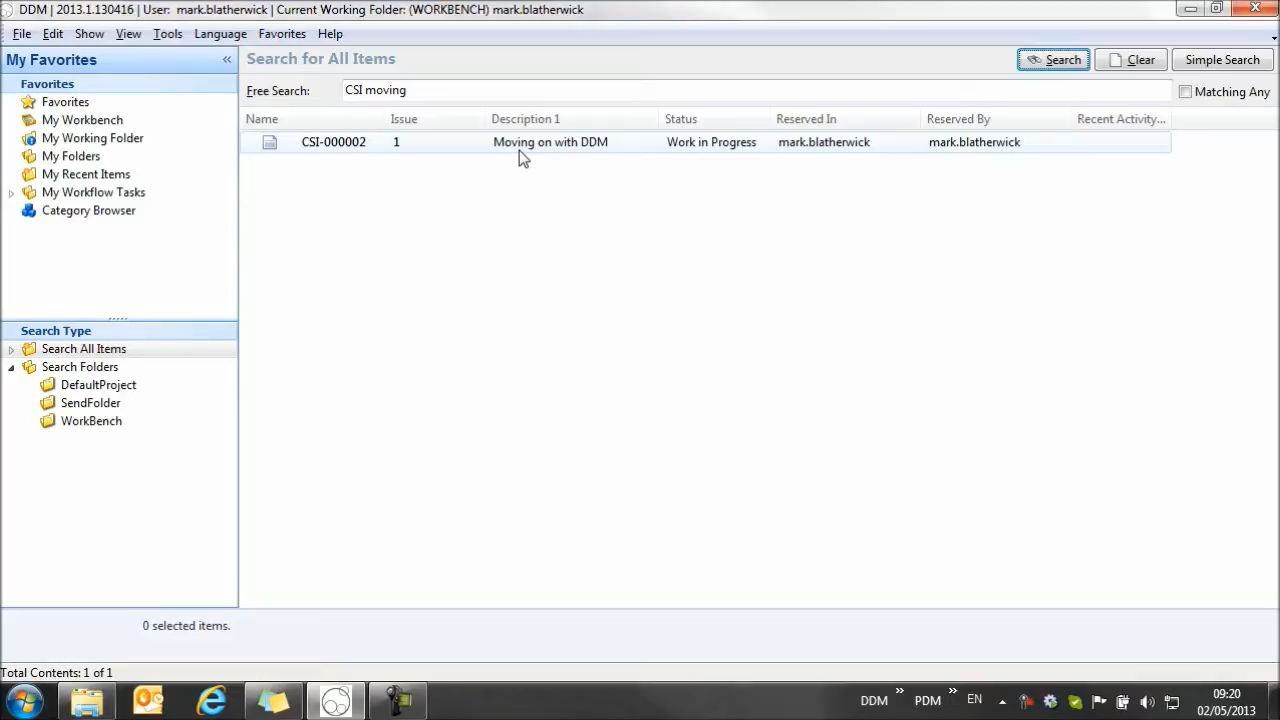 DDM | 2013.1.130416 | User: mark.blatherwick | Current Working Folder: (WORKBENCH) mark.blatherwick
File Edit Show View Tools Language Favorites Help
My Favorites «
Search for All Items
Search Clear Simple Search
Favorites
Free Search: CSI moving Matching Any
Favorites
My Workbench
My Working Folder
My Folders
My Recent Items
My Workflow Tasks
Category Browser
Name Issue Description 1 Status Reserved In Reserved By Recent Activity...
CSI-000002 1 Moving on with DDM Work in Progress mark.blatherwick mark.blatherwick
Search Type
Search All Items
Search Folders
DefaultProject
SendFolder
WorkBench
0 selected items.
Total Contents: 1 of 1
DDM » PDM » EN 09:20
02/05/2013